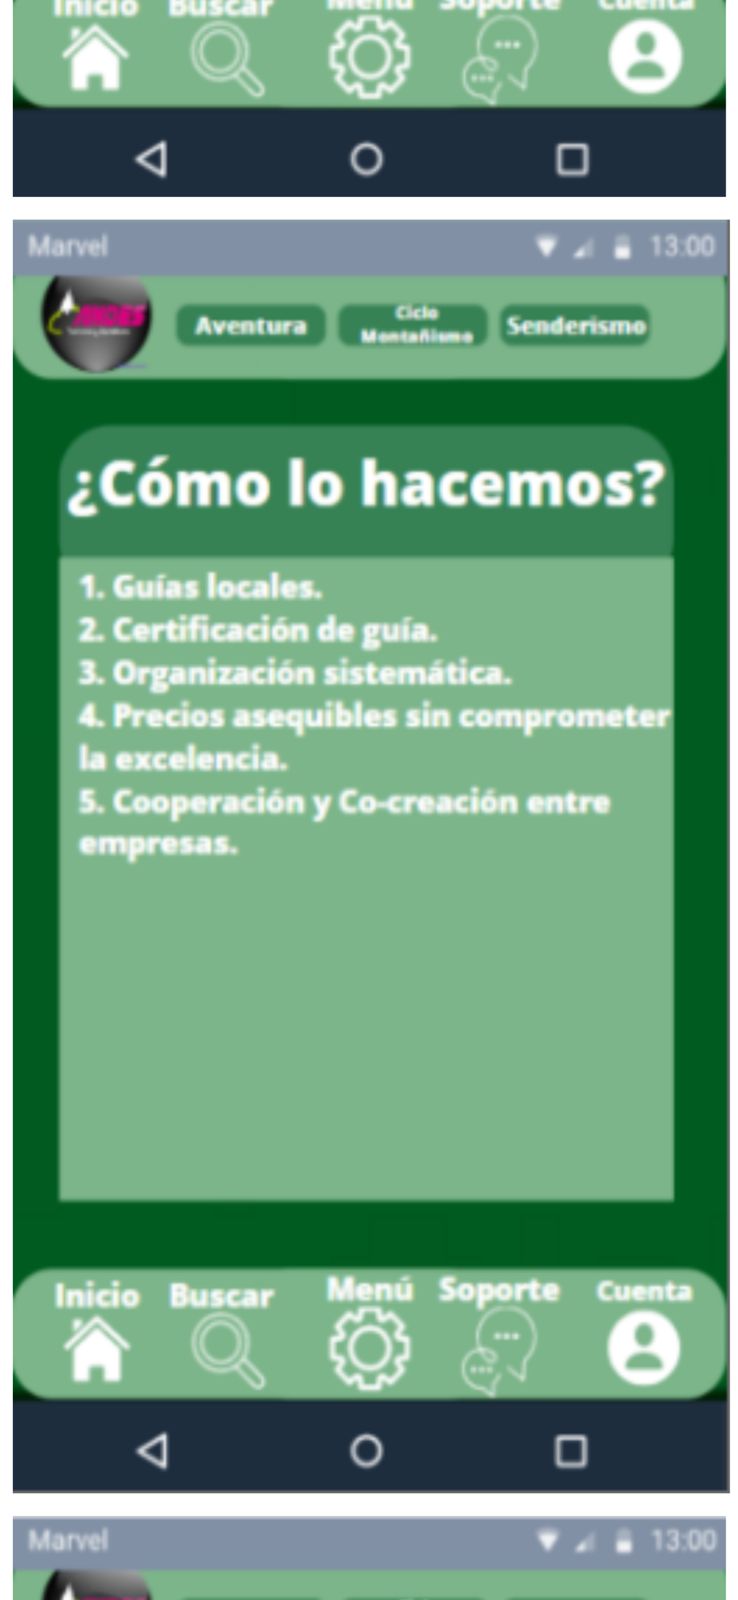 Inicio Buscar Menú Soporte Cuenta
Marvel 13:00
ANDES
Aventura
Ciclo
Montañismo
Senderismo
¿Cómo lo hacemos?
1. Guías locales.
2. Certificación de guía.
3. Organización sistemática.
4. Precios asequibles sin comprometer
la excelencia.
5. Cooperación y Co-creación entre
empresas.
Inicio Buscar Menú Soporte Cuenta
Marvel 13:00